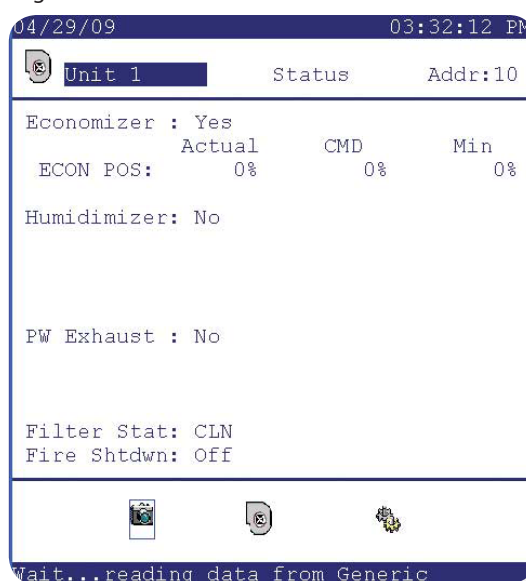 04/29/09 03:32:12 PM
Unit 1 Status Addr:10
Economizer : Yes
Actual CMD Min
ECON POS: 0% 0% 0%
Humidimizer: No
PW Exhaust : No
Filter Stat: CLN
Fire Shtdwn: Off
Wait...reading data from Generic